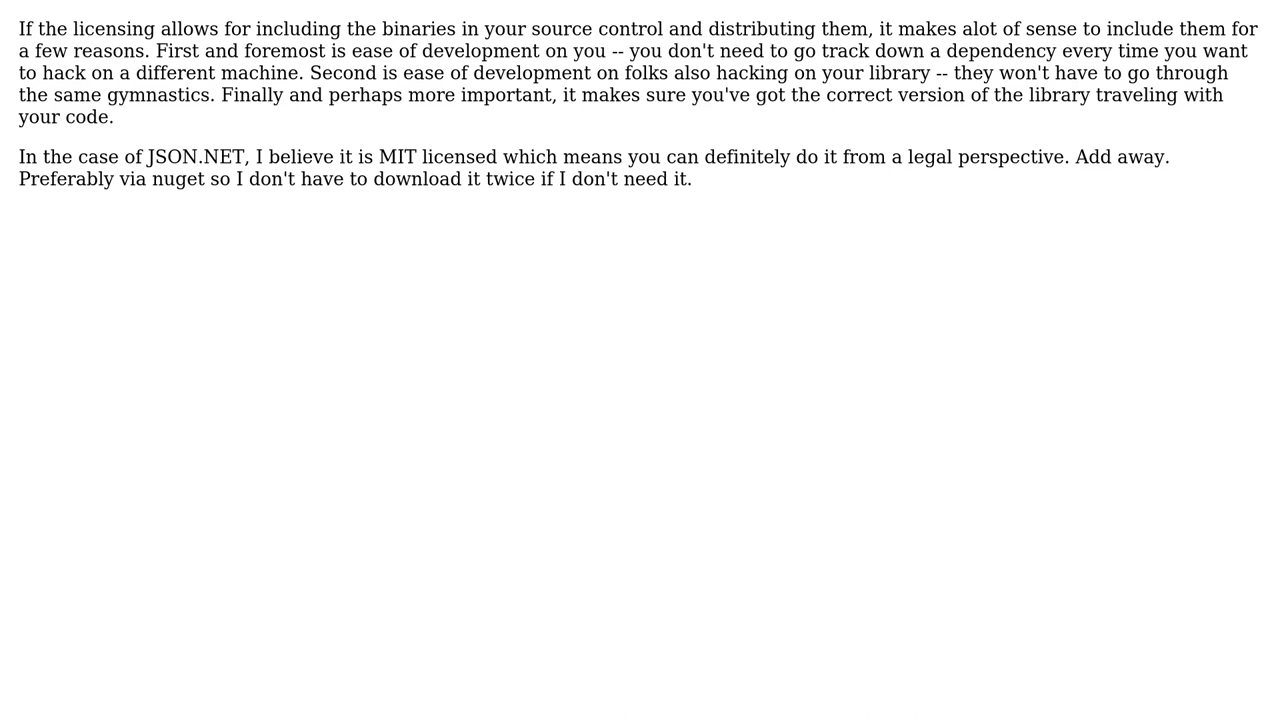 If the licensing allows for including the binaries in your source control and distributing them, it makes alot of sense to include them for
a few reasons. First and foremost is ease of development on you -- you don't need to go track down a dependency every time you want
to hack on a different machine. Second is ease of development on folks also hacking on your library -- they won't have to go through
the same gymnastics. Finally and perhaps more important, it makes sure you've got the correct version of the library traveling with
your code.
In the case of JSON.NET, I believe it is MIT licensed which means you can definitely do it from a legal perspective. Add away.
Preferably via nuget so I don't have to download it twice if I don't need it.